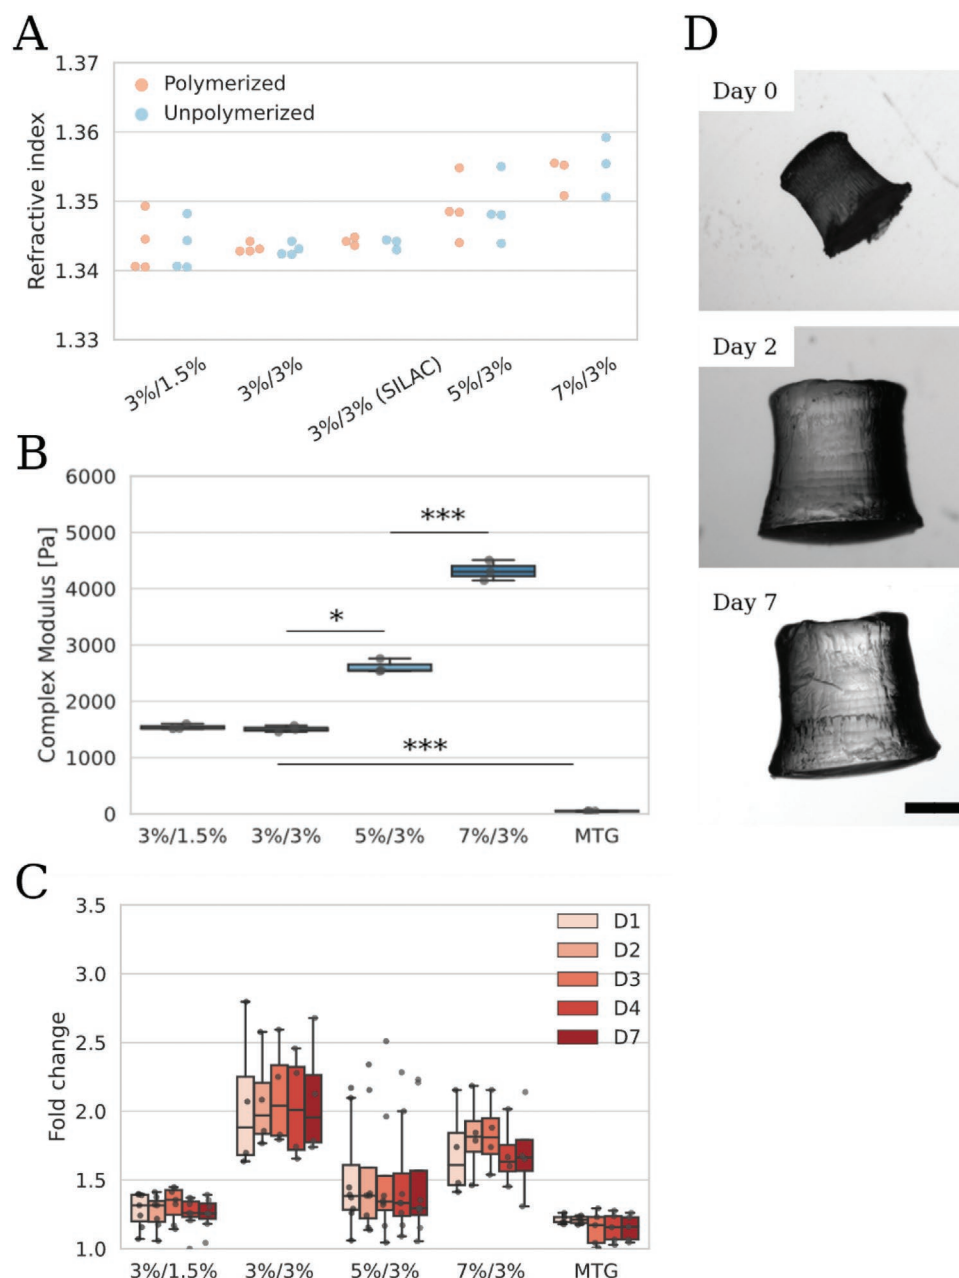 A
1.37
1.36
1.35
1.34
1.33
Refractive index
Polymerized
Unpolymerized
3%/1.5%
3%/3%
3%/3% (SILAC)
5%/3%
7%/3%
B
6000
5000
4000
3000
2000
1000
0
Complex Modulus [Pa]
***
*
***
3%/1.5%
3%/3%
5%/3%
7%/3%
MTG
C
3.5
3.0
2.5
2.0
1.5
1.0
Fold change
D1
D2
D3
D4
D7
3%/1.5%
3%/3%
5%/3%
7%/3%
MTG
D
Day 0
Day 2
Day 7